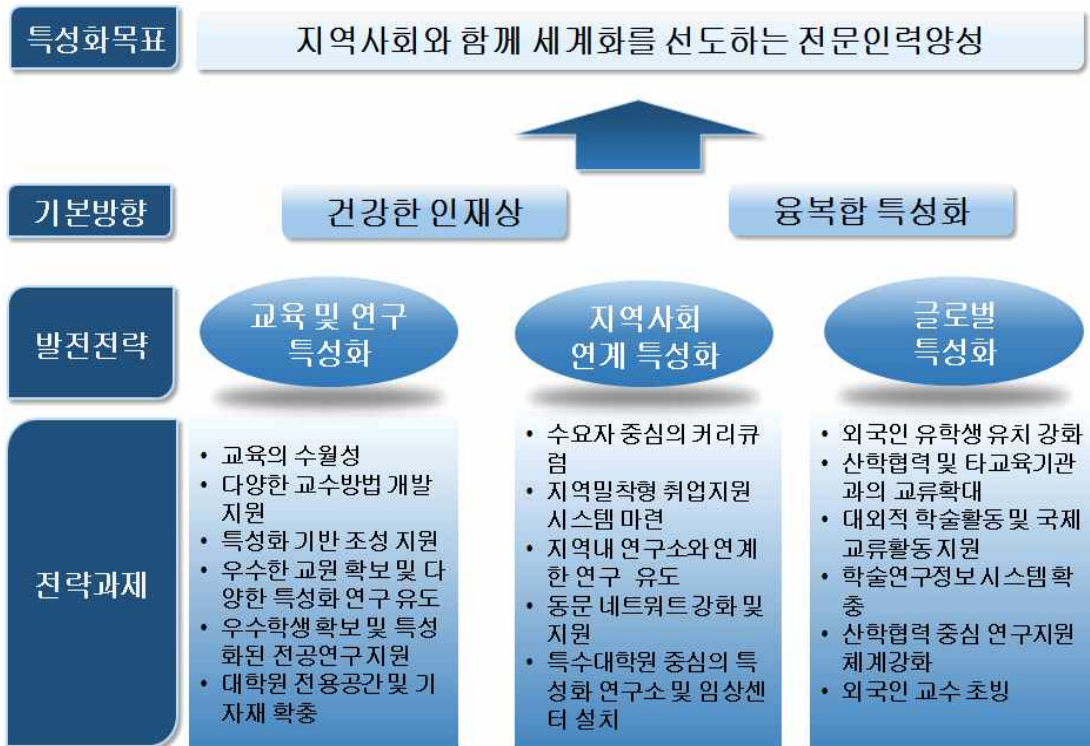 특성화목표
지역사회와 함께 세계화를 선도하는 전문인력양성
기본방향
건강한 인재상
융복합 특성화
발전전략
교육 및 연구
특성화
지역사회
연계 특성화
글로벌
특성화
전략과제
• 교육의 수월성
• 다양한 교수방법 개발
지원
• 특성화 기반 조성 지원
• 우수한 교원 확보 및 다
양한 특성화 연구 유도
• 우수학생 확보 및 특성
화된 전공연구 지원
• 대학원 전용공간 및 기
자재 확충
• 수요자 중심의 커리큐
럼
• 지역밀착형 취업지원
시스템 마련
• 지역내 연구소와 연계
한 연구 유도
• 동문 네트워트 강화 및
지원
• 특수대학원 중심의 특
성화 연구소 및 임상센
터 설치
• 외국인 유학생 유치 강화
• 산학협력 및 타교육기관
과의 교류확대
• 대외적 학술활동 및 국제
교류활동 지원
• 학술연구정보 시스템 확
충
• 산학협력 중심 연구지원
체계강화
• 외국인 교수 초빙